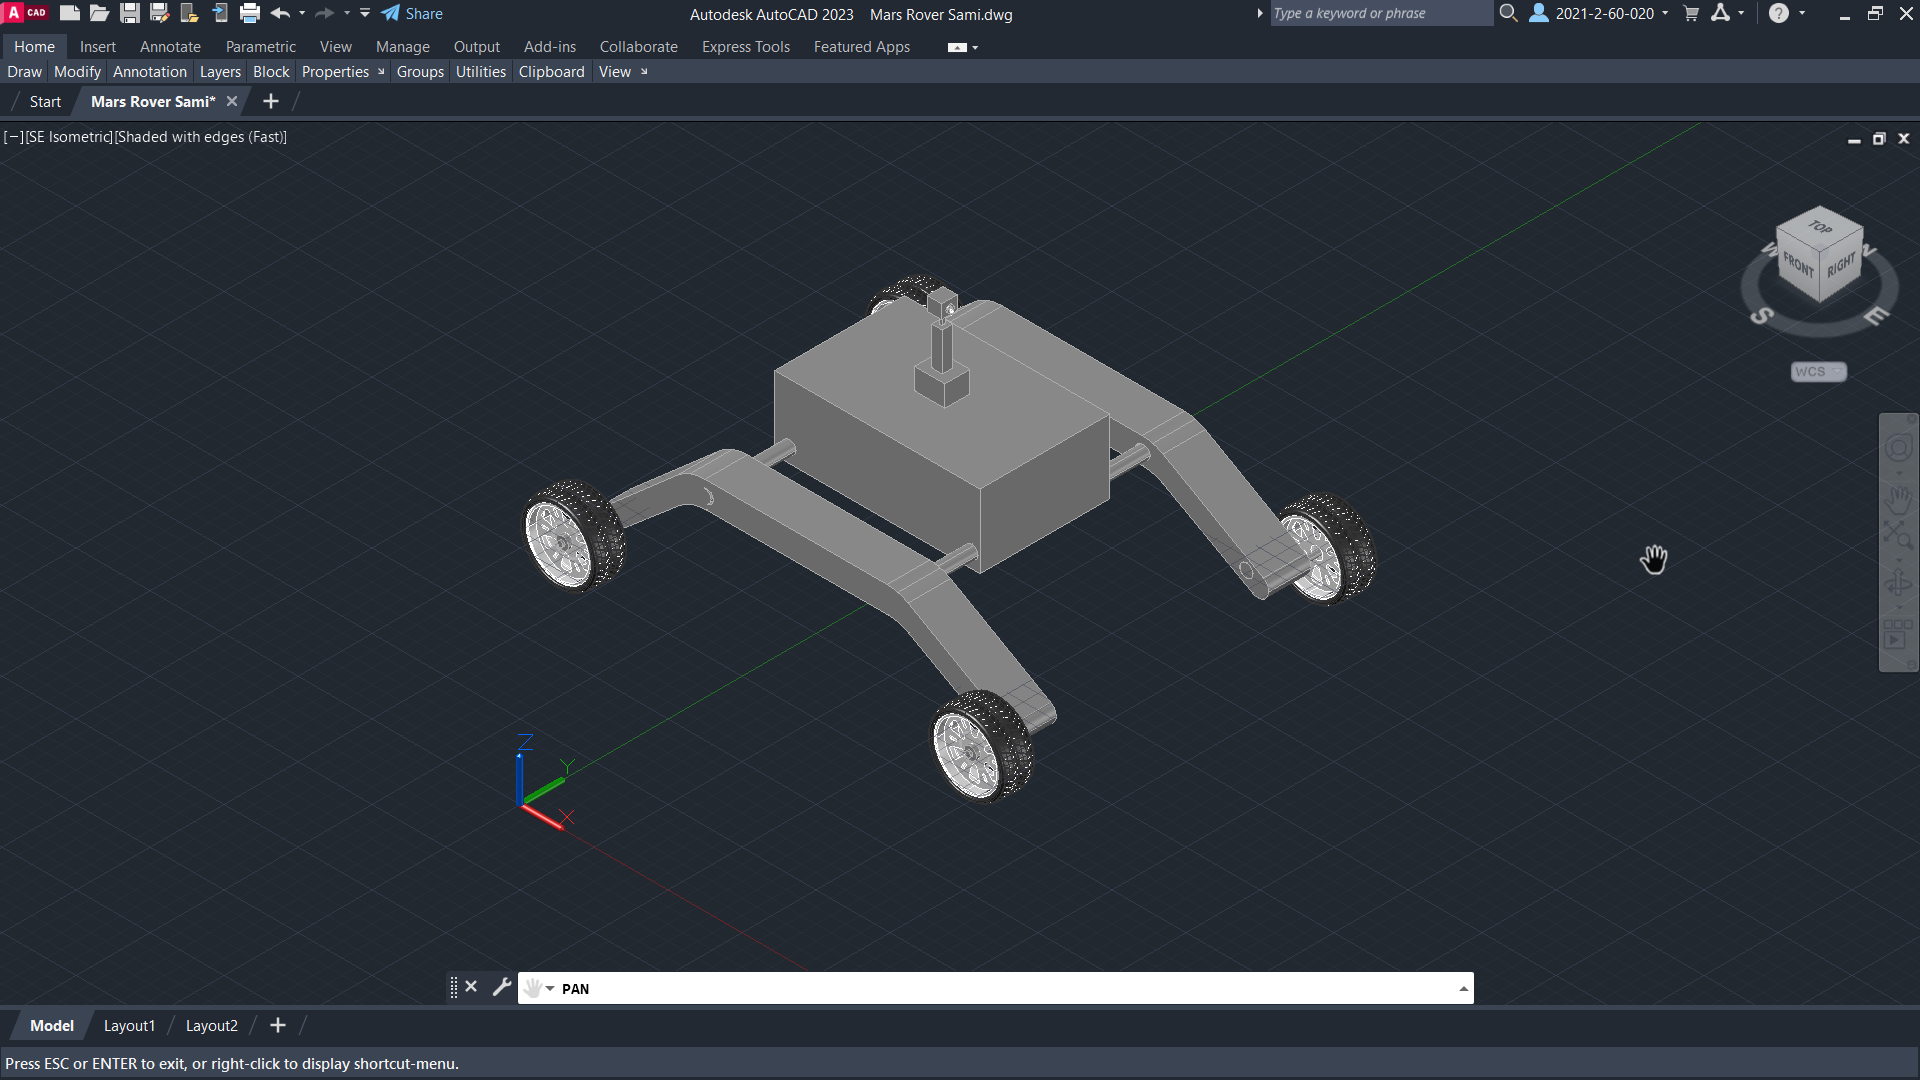 A CAD
Share
Autodesk AutoCAD 2023 Mars Rover Sami.dwg
Type a keyword or phrase
2021-2-60-020
?
Home Insert Annotate Parametric View Manage Output Add-ins Collaborate Express Tools Featured Apps
Draw Modify Annotation Layers Block Properties Groups Utilities Clipboard View
Start Mars Rover Sami*
[−][SE Isometric][Shaded with edges (Fast)]
TOP
W N
FRONT RIGHT
S E
WCS
Z
Y
X
PAN
Model Layout1 Layout2
Press ESC or ENTER to exit, or right-click to display shortcut-menu.